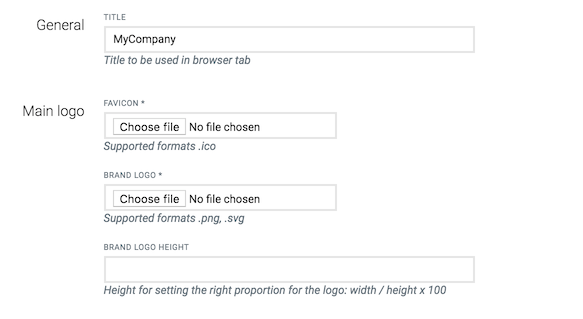 General
TITLE
MyCompany
Title to be used in browser tab
Main logo
FAVICON *
Choose file No file chosen
Supported formats .ico
BRAND LOGO *
Choose file No file chosen
Supported formats .png, .svg
BRAND LOGO HEIGHT
Height for setting the right proportion for the logo: width / height x 100